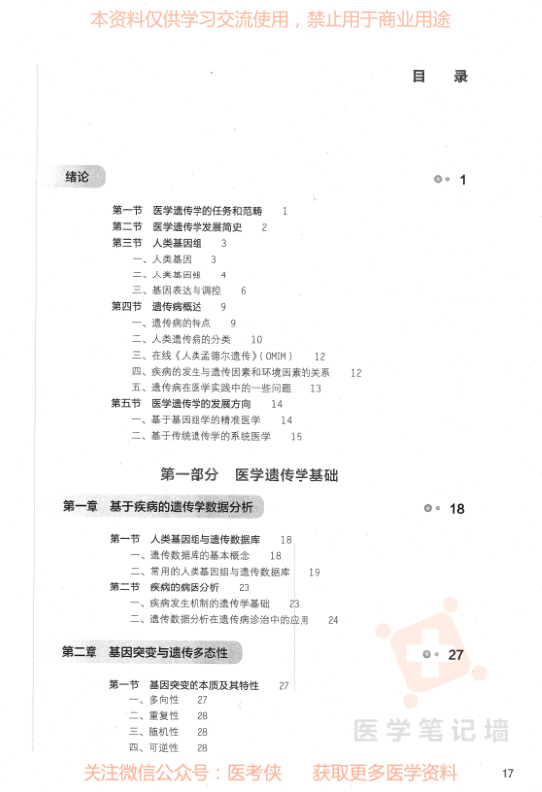 本资料仅供学习交流使用，禁止用于商业用途
目 录
绪论 1
第一节 医学遗传学的任务和范畴 1
第二节 医学遗传学发展简史 2
第三节 人类基因组 3
一、人类基因 3
二、人类基因组 4
三、基因表达与调控 6
第四节 遗传病概述 9
一、遗传病的特点 9
二、人类遗传病的分类 10
三、在线《人类孟德尔遗传》(OMIM) 12
四、疾病的发生与遗传因素和环境因素的关系 12
五、遗传病在医学实践中的一些问题 13
第五节 医学遗传学的发展方向 14
一、基于基因组学的精准医学 14
二、基于传统遗传学的系统医学 15
第一部分 医学遗传学基础
第一章 基于疾病的遗传学数据分析 18
第一节 人类基因组与遗传数据库 18
一、遗传数据库的基本概念 18
二、常用的人类基因组与遗传数据库 19
第二节 疾病的病因分析 23
一、疾病发生机制的遗传学基础 23
二、遗传数据分析在遗传病诊治中的应用 24
第二章 基因突变与遗传多态性 27
第一节 基因突变的本质及其特性 27
一、多向性 27
二、重复性 28
三、随机性 28
四、可逆性 28
医学笔记墙
关注微信公众号：医考侠 获取更多医学资料
17